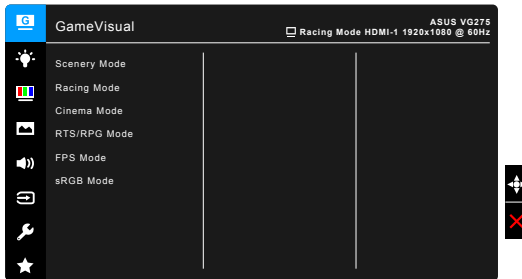 G
GameVisual
ASUS VG275
Racing Mode HDMI-1 1920x1080 @ 60Hz
Scenery Mode
Racing Mode
Cinema Mode
RTS/RPG Mode
FPS Mode
sRGB Mode